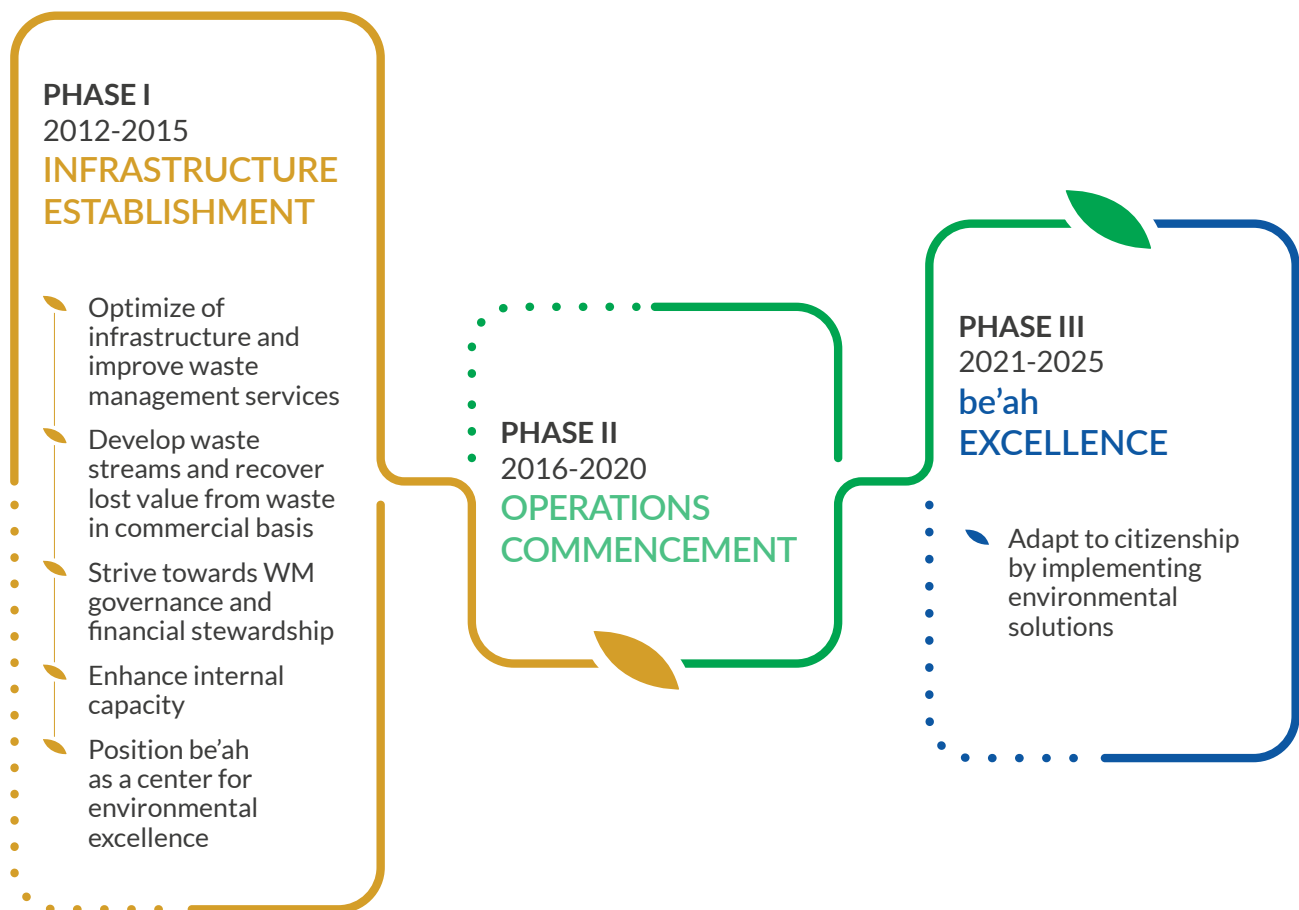 PHASE I
2012-2015
INFRASTRUCTURE
ESTABLISHMENT
Optimize of
infrastructure and
improve waste
management services
Develop waste
streams and recover
lost value from waste
in commercial basis
Strive towards WM
governance and
financial stewardship
Enhance internal
capacity
Position be’ah
as a center for
environmental
excellence
PHASE II
2016-2020
OPERATIONS
COMMENCEMENT
PHASE III
2021-2025
be’ah
EXCELLENCE
Adapt to citizenship
by implementing
environmental
solutions